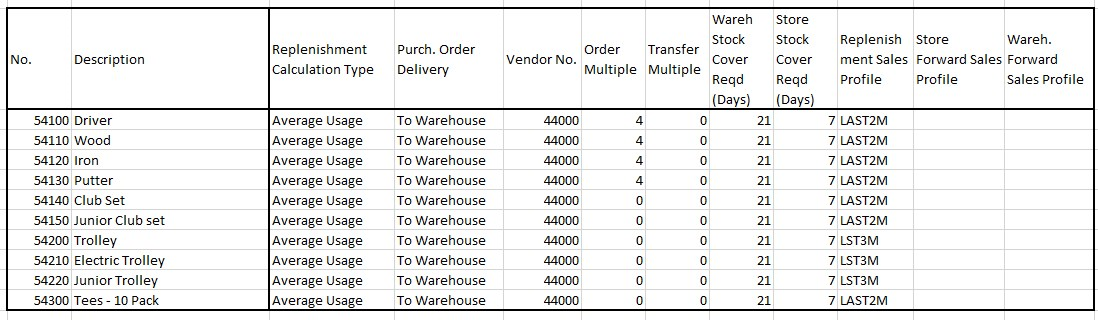 No. Description Replenishment Calculation Type Purch. Order Delivery Vendor No. Order Multiple Transfer Multiple Wareh Stock Cover Reqd (Days) Store Stock Cover Reqd (Days) Replenish ment Sales Profile Store Forward Sales Profile Wareh. Forward Sales Profile
54100 Driver Average Usage To Warehouse 44000 4 0 21 7 LAST2M
54110 Wood Average Usage To Warehouse 44000 4 0 21 7 LAST2M
54120 Iron Average Usage To Warehouse 44000 4 0 21 7 LAST2M
54130 Putter Average Usage To Warehouse 44000 4 0 21 7 LAST2M
54140 Club Set Average Usage To Warehouse 44000 0 0 21 7 LAST2M
54150 Junior Club set Average Usage To Warehouse 44000 0 0 21 7 LAST2M
54200 Trolley Average Usage To Warehouse 44000 0 0 21 7 LST3M
54210 Electric Trolley Average Usage To Warehouse 44000 0 0 21 7 LST3M
54220 Junior Trolley Average Usage To Warehouse 44000 0 0 21 7 LST3M
54300 Tees - 10 Pack Average Usage To Warehouse 44000 0 0 21 7 LAST2M